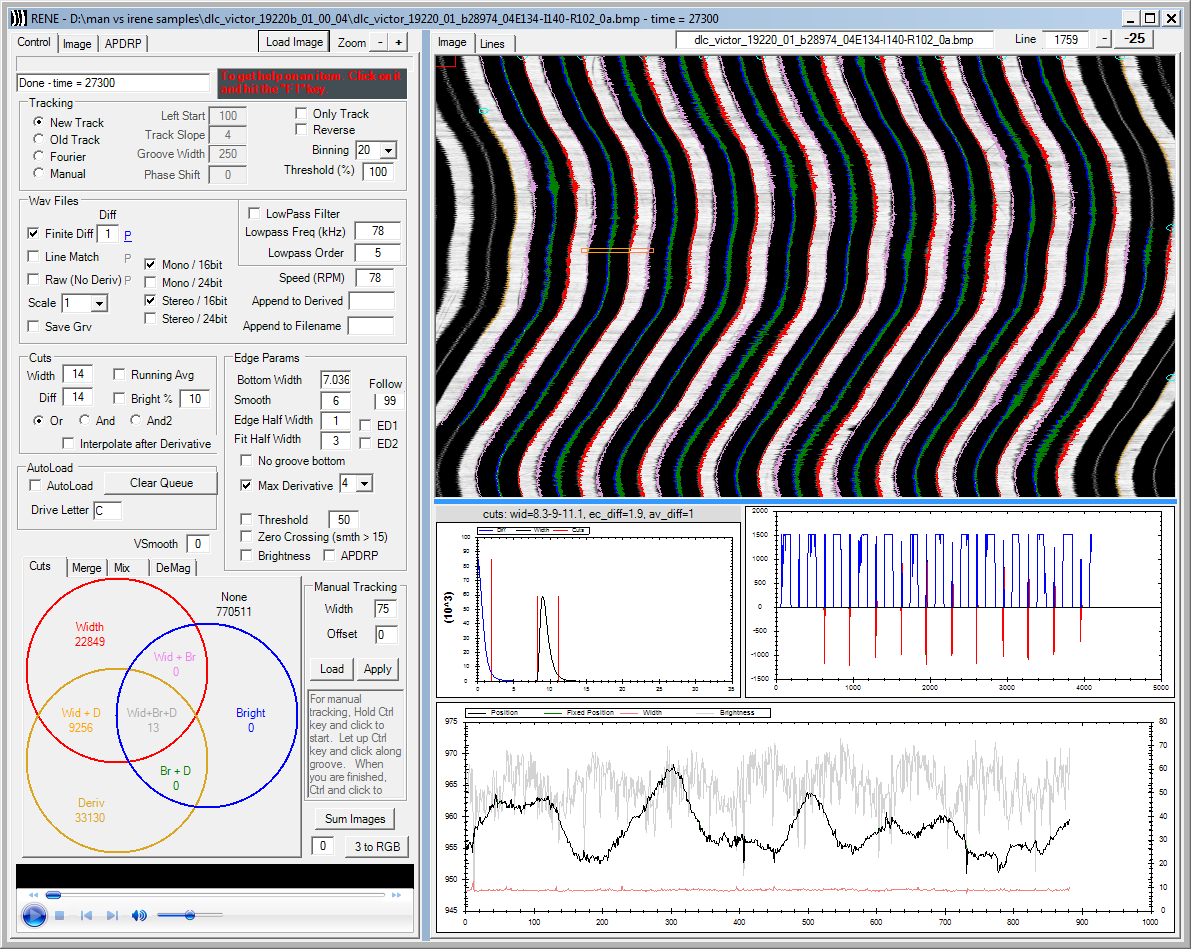 RENE - D:\man vs irene samples\dlc_victor_19220b_01_00_04\dlc_victor_19220_01_b28974_04E134-I140-R102_0a.bmp - time = 27300
Control Image APDRP Load Image Zoom - +
Done - time = 27300
To get help on an item. Click on it
and hit the "F1" key.
Tracking
New Track
Old Track
Fourier
Manual
Left Start 100
Track Slope 4
Groove Width 250
Phase Shift 0
Only Track
Reverse
Binning 20
Threshold (%) 100
Wav Files
Diff
Finite Diff 1 P
Line Match P
Raw (No Deriv) P
Scale 1
Save Grv
Mono / 16bit
Mono / 24bit
Stereo / 16bit
Stereo / 24bit
LowPass Filter
Lowpass Freq (kHz) 78
Lowpass Order 5
Speed (RPM) 78
Append to Derived
Append to Filename
Cuts
Width 14
Diff 14
Running Avg
Bright % 10
Or And And2
Interpolate after Derivative
AutoLoad
AutoLoad
Clear Queue
Drive Letter C
VSmooth 0
Edge Params
Bottom Width 7.036
Smooth 6
Edge Half Width 1
Fit Half Width 3
Follow
99
ED1
ED2
No groove bottom
Max Derivative 4
Threshold 50
Zero Crossing (smth > 15)
Brightness APDRP
Cuts Merge Mix DeMag
None
770511
Width
22849
Wid + Br
0
Wid + D
9256
Wid+Br+D
13
Bright
0
Br + D
0
Deriv
33130
Manual Tracking
Width 75
Offset 0
Load Apply
For manual
tracking, Hold Ctrl
key and click to
start. Let up Ctrl
key and click along
groove. When
you are finished,
Ctrl and click to
Sum Images
0 3 to RGB
Image Lines
dlc_victor_19220_01_b28974_04E134-I140-R102_0a.bmp
Line 1759 - -25
cuts: wid=8.3-9-11.1, ec_diff=1.9, av_diff=1
Diff Width Cuts
100
90
80
70
60
50
40
30
20
10
0
(10^3)
0 5 10 15 20 25 30 35
2000
1500
1000
500
0
-500
-1000
-1500
0 1000 2000 3000 4000 5000
Position Fixed Position Width Brightness
975
970
965
960
955
950
945
80
70
60
50
40
30
20
10
0
0 100 200 300 400 500 600 700 800 900 1000